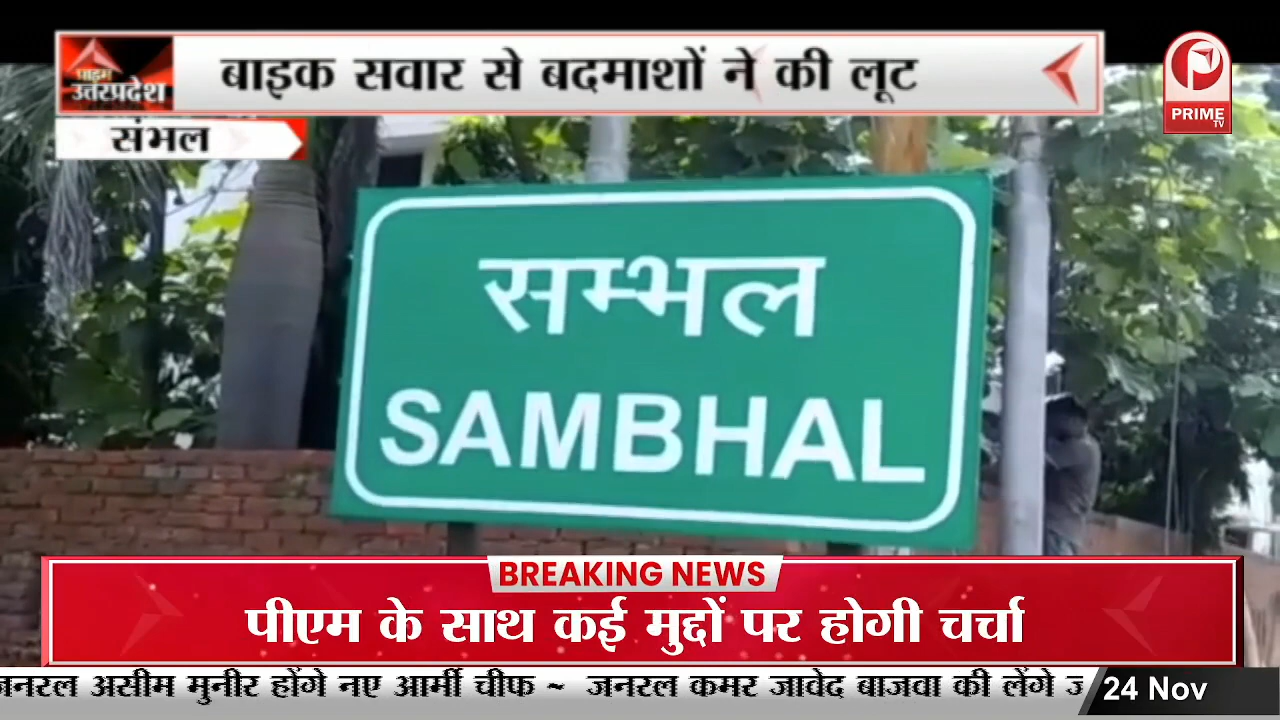 बाइक सवार से बदमाशों ने की लूट
प्राइम
उत्तरप्रदेश
संभल
PRIME
TV
सम्भल
SAMBHAL
BREAKING NEWS
पीएम के साथ कई मुद्दों पर होगी चर्चा
जनरल असीम मुनीर होंगे नए आर्मी चीफ ~ जनरल कमर जावेद बाजवा की लेंगे
24 Nov